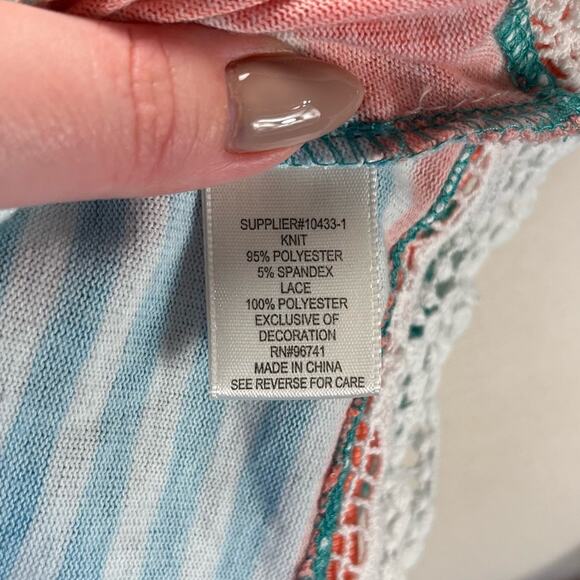 SUPPLIER#10433-1
KNIT
95% POLYESTER
5% SPANDEX
LACE
100% POLYESTER
EXCLUSIVE OF
DECORATION
RN#96741
MADE IN CHINA
SEE REVERSE FOR CARE